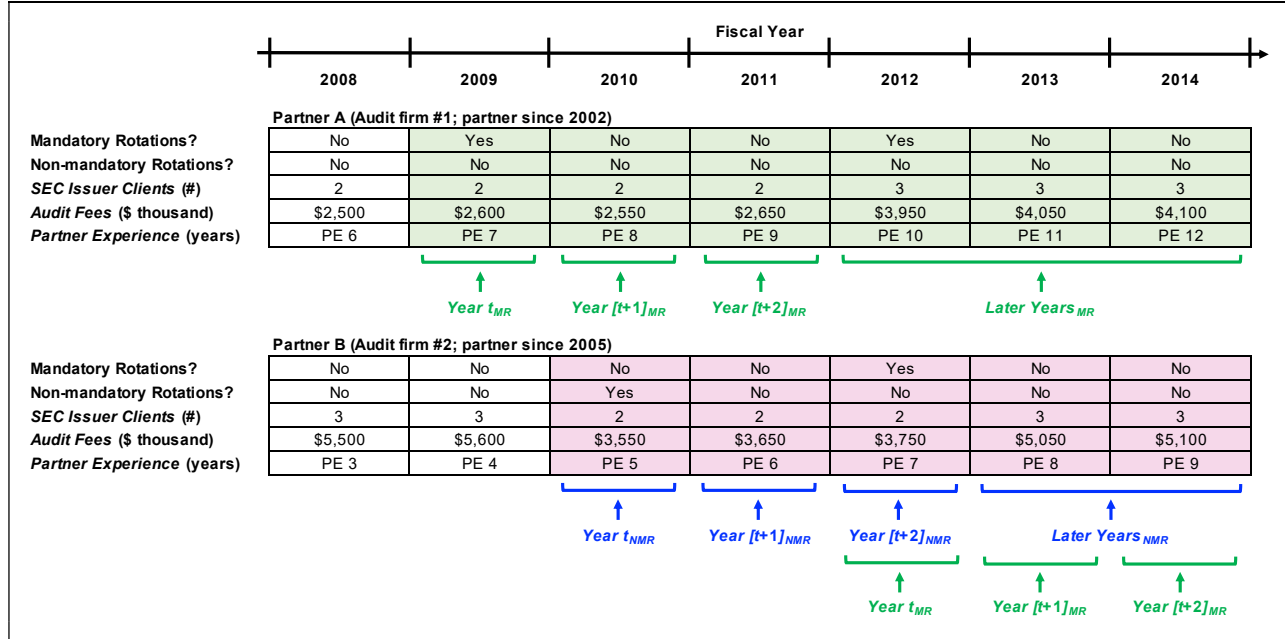 Fiscal Year
2008 2009 2010 2011 2012 2013 2014
Partner A (Audit firm #1; partner since 2002)
Mandatory Rotations? No Yes No No Yes No No
Non-mandatory Rotations? No No No No No No No
SEC Issuer Clients (#) 2 2 2 2 3 3 3
Audit Fees ($ thousand) $2,500 $2,600 $2,550 $2,650 $3,950 $4,050 $4,100
Partner Experience (years) PE 6 PE 7 PE 8 PE 9 PE 10 PE 11 PE 12
Year tMR Year [t+1]MR Year [t+2]MR Later YearsMR
Partner B (Audit firm #2; partner since 2005)
Mandatory Rotations? No No No No Yes No No
Non-mandatory Rotations? No No Yes No No No No
SEC Issuer Clients (#) 3 3 2 2 2 3 3
Audit Fees ($ thousand) $5,500 $5,600 $3,550 $3,650 $3,750 $5,050 $5,100
Partner Experience (years) PE 3 PE 4 PE 5 PE 6 PE 7 PE 8 PE 9
Year tNMR Year [t+1]NMR Year [t+2]NMR Later YearsNMR
Year tMR Year [t+1]MR Year [t+2]MR